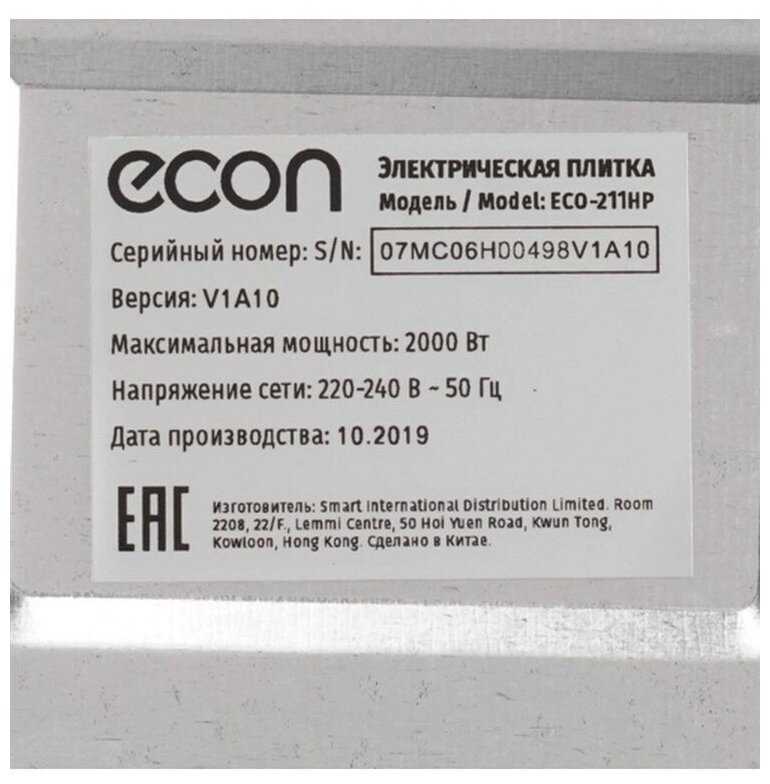 econ
ЭЛЕКТРИЧЕСКАЯ ПЛИТКА
Модель / Model: ECO-211HP
Серийный номер: S/N: 07MC06H00498V1A10
Версия: V1A10
Максимальная мощность: 2000 Вт
Напряжение сети: 220-240 В ~ 50 Гц
Дата производства: 10.2019
EAC
Изготовитель: Smart International Distribution Limited. Room
2208, 22/F., Lemmi Centre, 50 Hoi Yuen Road, Kwun Tong,
Kowloon, Hong Kong. Сделано в Китае.